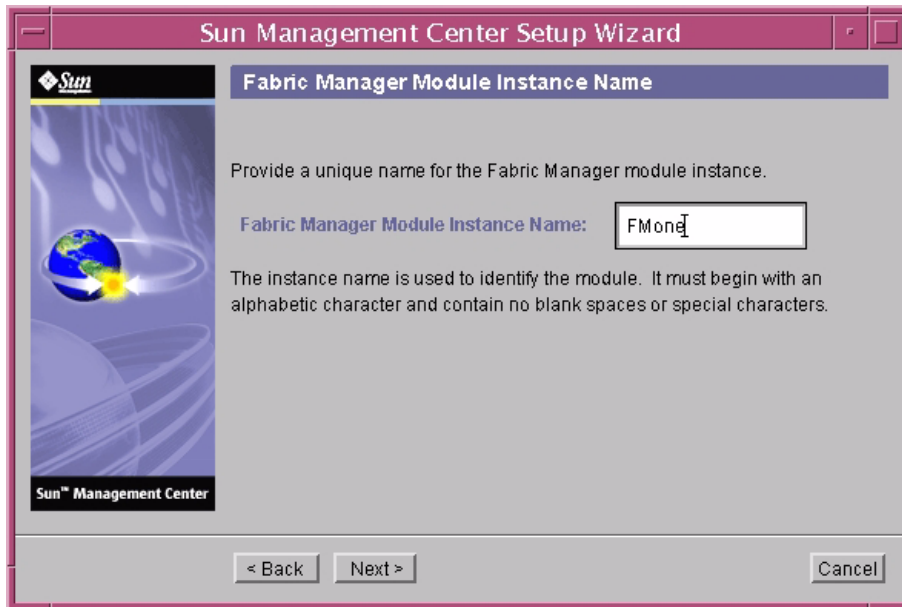 Sun Management Center Setup Wizard
Sun
Fabric Manager Module Instance Name
Provide a unique name for the Fabric Manager module instance.
Fabric Manager Module Instance Name: FMone
The instance name is used to identify the module. It must begin with an
alphabetic character and contain no blank spaces or special characters.
Sun™ Management Center
< Back Next > Cancel